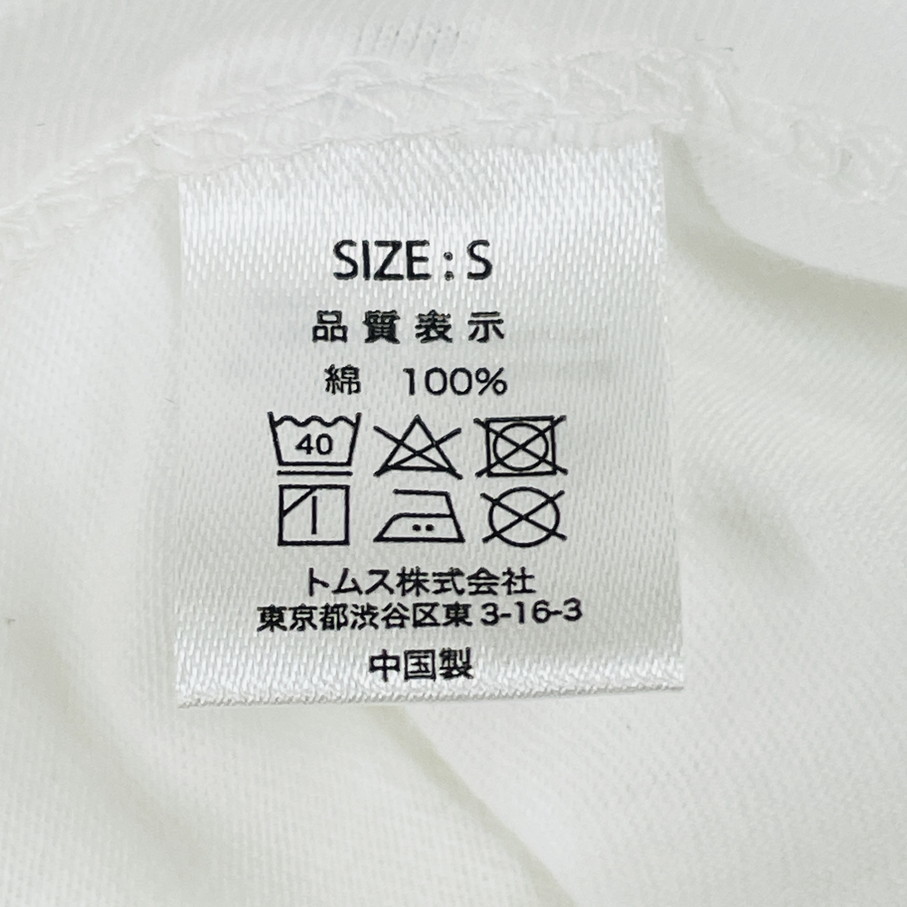 SIZE : S
品質表示
綿 100%
40
トムス株式会社
東京都渋谷区東 3-16-3
中国製